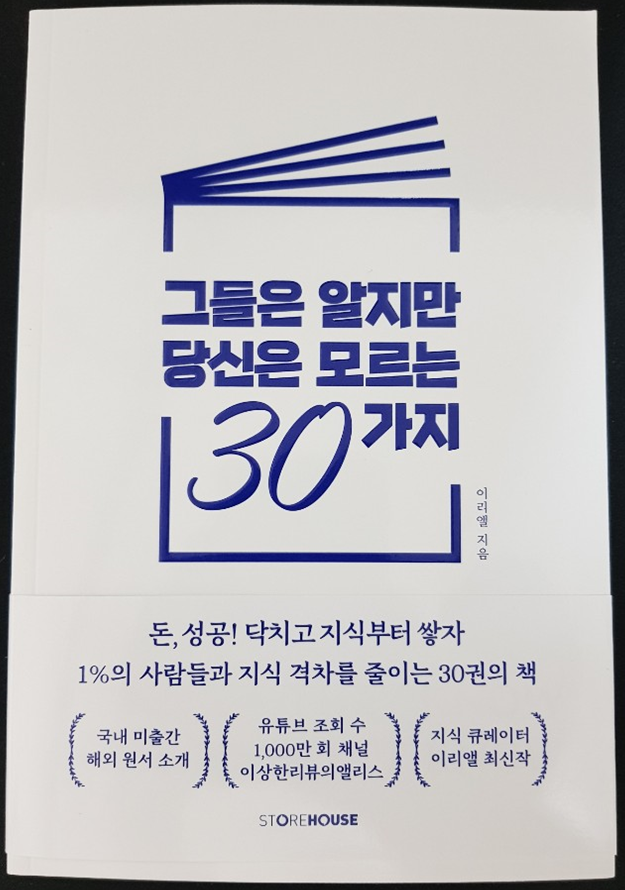 그들은 알지만
당신은 모르는
30가지
이리앨 지음
돈, 성공! 닥치고 지식부터 쌓자
1%의 사람들과 지식 격차를 줄이는 30권의 책
국내 미출간
해외 원서 소개
유튜브 조회 수
1,000만 회 채널
이상한리뷰의앨리스
지식 큐레이터
이리앨 최신작
STOREHOUSE